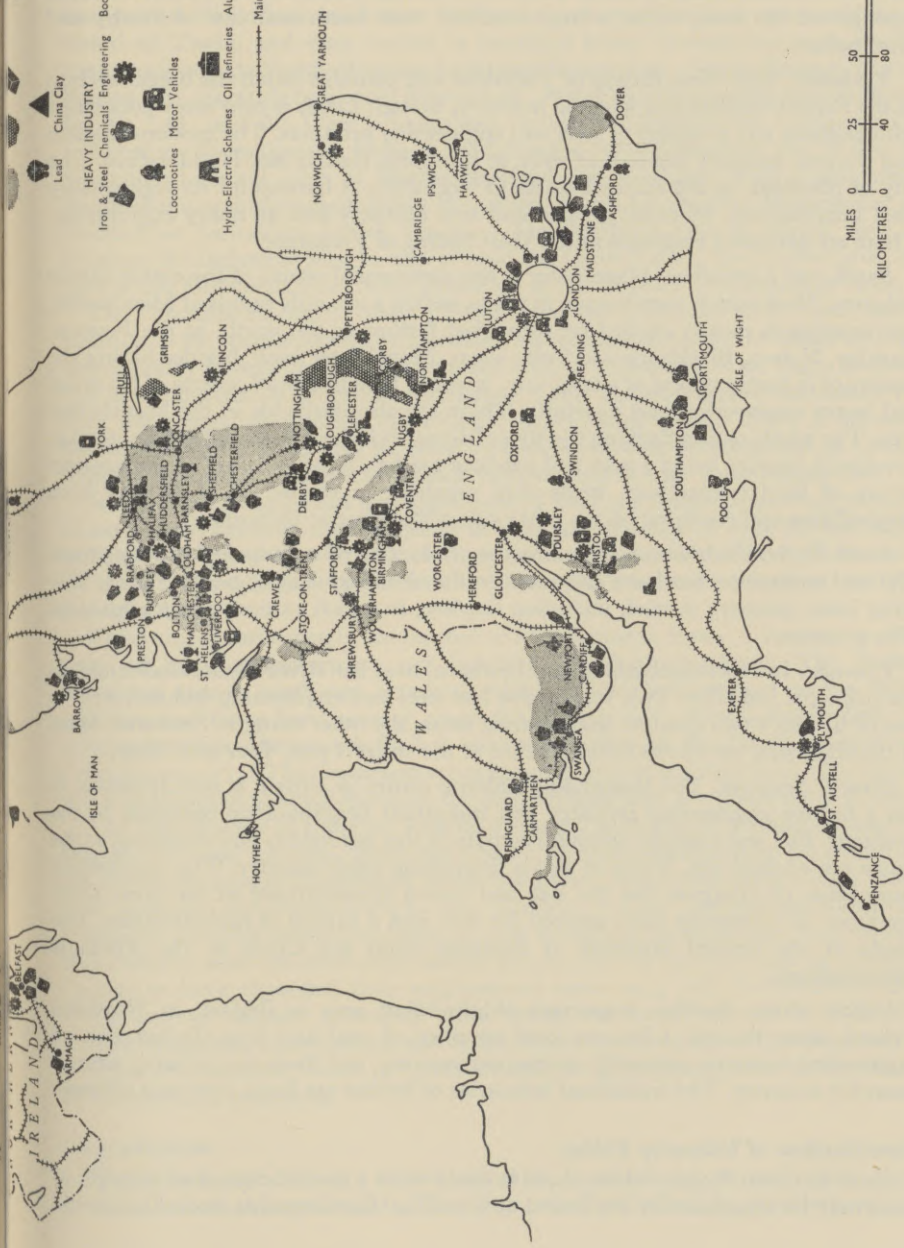 Lead China Clay
HEAVY INDUSTRY
Iron & Steel Chemicals Engineering
Locomotives Motor Vehicles
Hydro-Electric Schemes Oil Refineries
IRELAND
BELFAST
ARMAGH
ISLE OF MAN
BARROW
YORK
HULL
LEEDS
BRADFORD
HALIFAX
HUDDERSFIELD
BURNLEY
PRESTON
BOLTON
OLDHAM
BARNSLEY
DONCASTER
GRIMSBY
MANCHESTER
SHEFFIELD
ST HELENS
LIVERPOOL
CHESTERFIELD
LINCOLN
HOLYHEAD
CREWE
STOKE-ON-TRENT
DERBY
NOTTINGHAM
LOUGHBOROUGH
LEICESTER
STAFFORD
SHREWSBURY
WOLVERHAMPTON
BIRMINGHAM
COVENTRY
RUGBY
CORBY
PETERBOROUGH
NORTHAMPTON
NORWICH
GREAT YARMOUTH
CAMBRIDGE
IPSWICH
HARWICH
WALES
ENGLAND
WORCESTER
HEREFORD
GLOUCESTER
OXFORD
LUTON
FISHGUARD
CARMARTHEN
SWANSEA
NEWPORT
CARDIFF
DURSLEY
BRISTOL
SWINDON
READING
LONDON
MAIDSTONE
ASHFORD
DOVER
SOUTHAMPTON
PORTSMOUTH
ISLE OF WIGHT
POOLE
EXETER
PLYMOUTH
ST. AUSTELL
PENZANCE
MILES 0 25 50
KILOMETRES 0 40 80